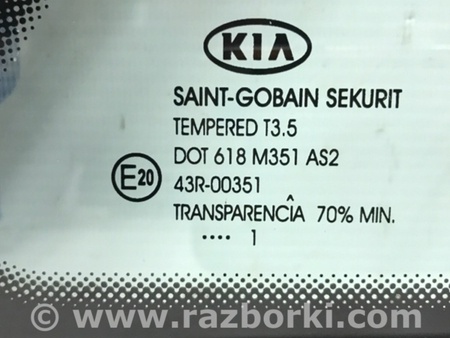 KIA
SAINT-GOBAIN SEKURIT
TEMPERED T3.5
DOT 618 M351 AS2
E20
43R-00351
TRANSPARENCÎA 70% MIN.
.... 1
© www.razborki.com